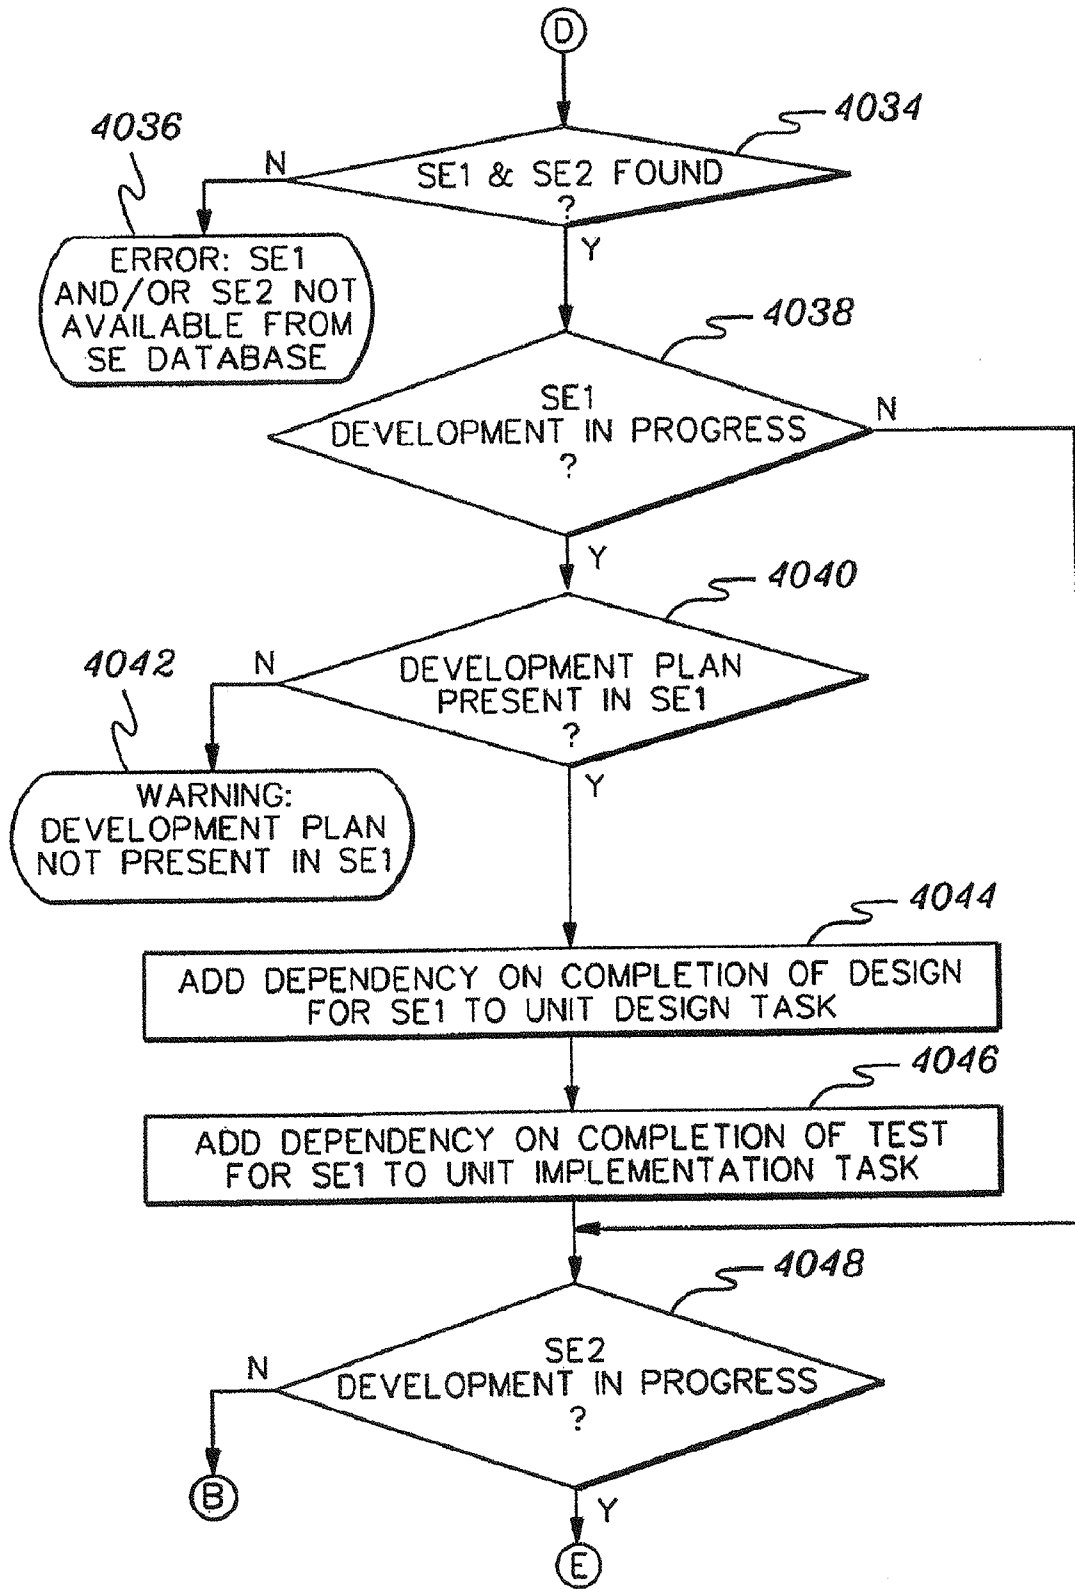 D
4034
4036
N
SE1 & SE2 FOUND
?
Y
ERROR: SE1
AND/OR SE2 NOT
AVAILABLE FROM
SE DATABASE
4038
SE1
DEVELOPMENT IN PROGRESS
?
N
Y
4040
4042
N
DEVELOPMENT PLAN
PRESENT IN SE1
?
Y
WARNING:
DEVELOPMENT PLAN
NOT PRESENT IN SE1
4044
ADD DEPENDENCY ON COMPLETION OF DESIGN
FOR SE1 TO UNIT DESIGN TASK
4046
ADD DEPENDENCY ON COMPLETION OF TEST
FOR SE1 TO UNIT IMPLEMENTATION TASK
4048
SE2
DEVELOPMENT IN PROGRESS
?
N
B
Y
E